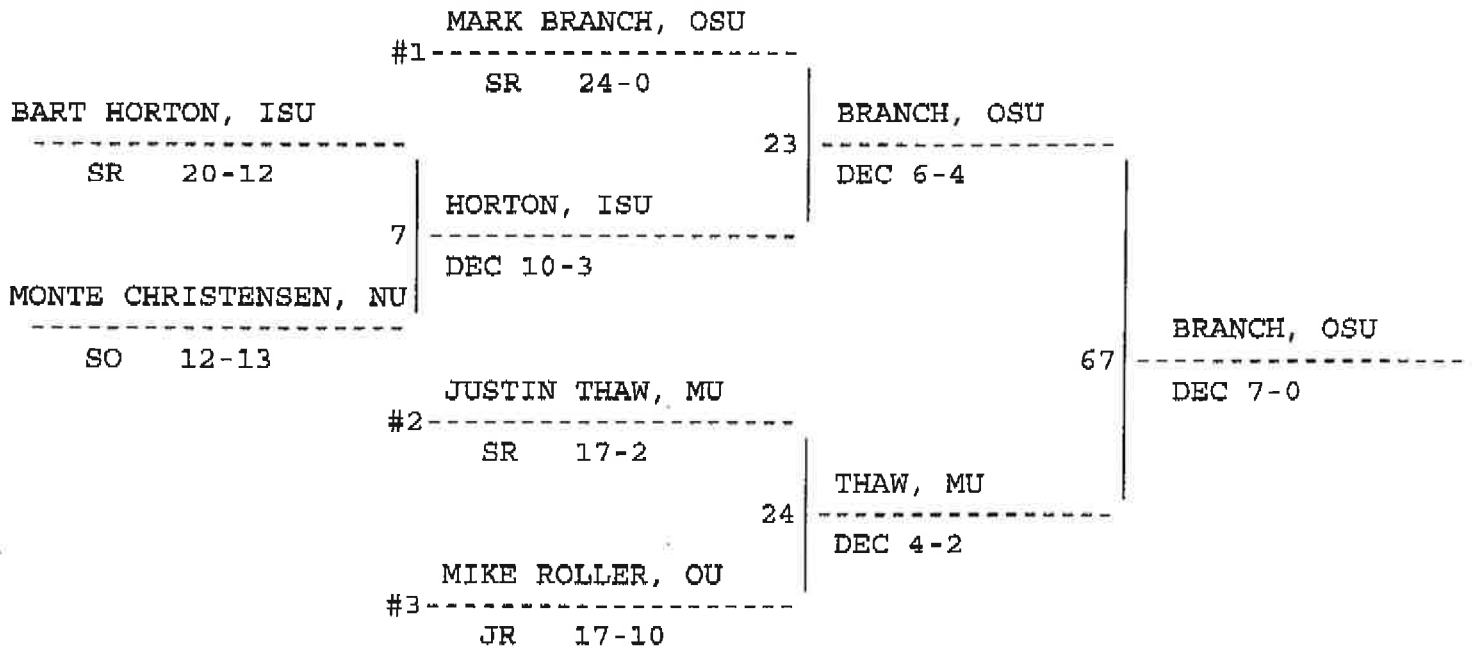 MARK BRANCH, OSU
#1
SR 24-0
BART HORTON, ISU
SR 20-12
23
BRANCH, OSU
DEC 6-4
7
HORTON, ISU
DEC 10-3
MONTE CHRISTENSEN, NU
SO 12-13
67
BRANCH, OSU
DEC 7-0
JUSTIN THAW, MU
#2
SR 17-2
24
THAW, MU
DEC 4-2
MIKE ROLLER, OU
#3
JR 17-10